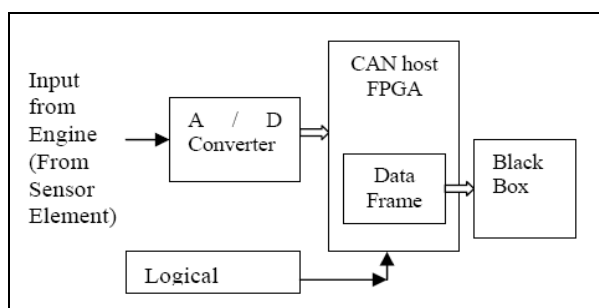 Input
from
Engine
(From
Sensor
Element)
A / D
Converter
CAN host
FPGA
Data
Frame
Black
Box
Logical